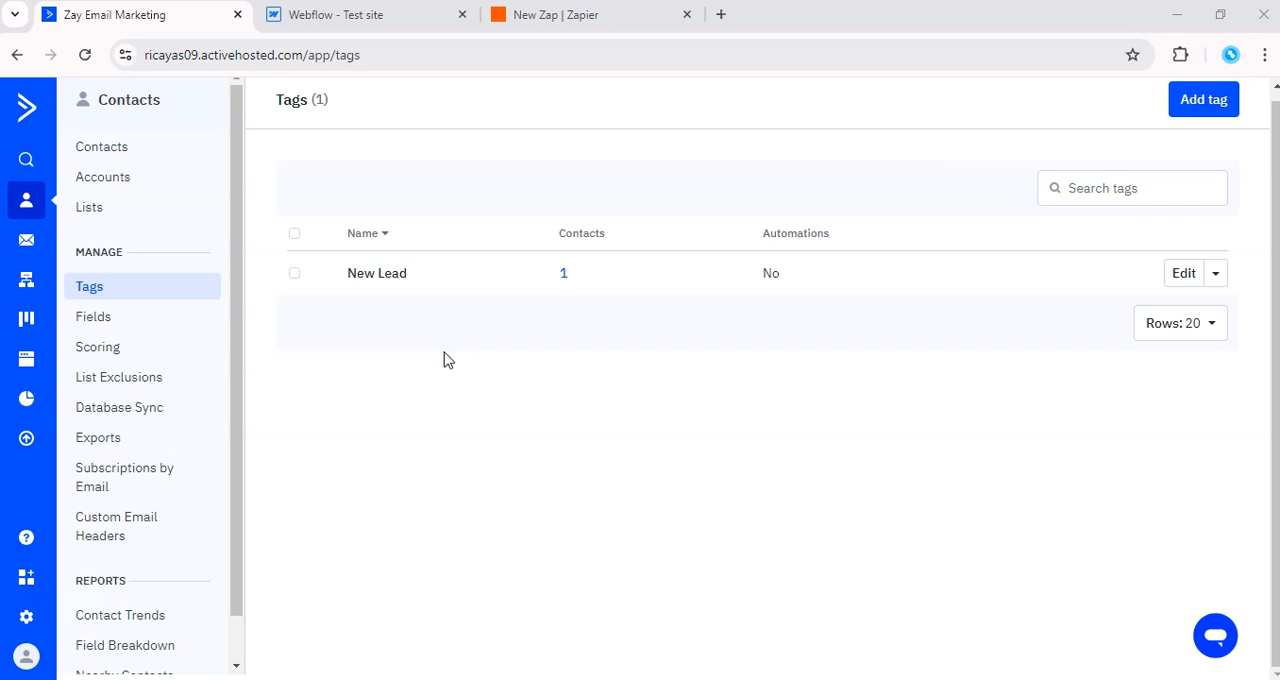 Zay Email Marketing
Webflow - Test site
New Zap | Zapier
ricayas09.activehosted.com/app/tags
Contacts
Contacts
Accounts
Lists
MANAGE
Tags
Fields
Scoring
List Exclusions
Database Sync
Exports
Subscriptions by
Email
Custom Email
Headers
REPORTS
Contact Trends
Field Breakdown
Nearby Contacts
Tags (1)
Add tag
Search tags
Name Contacts Automations
New Lead 1 No Edit
Rows: 20